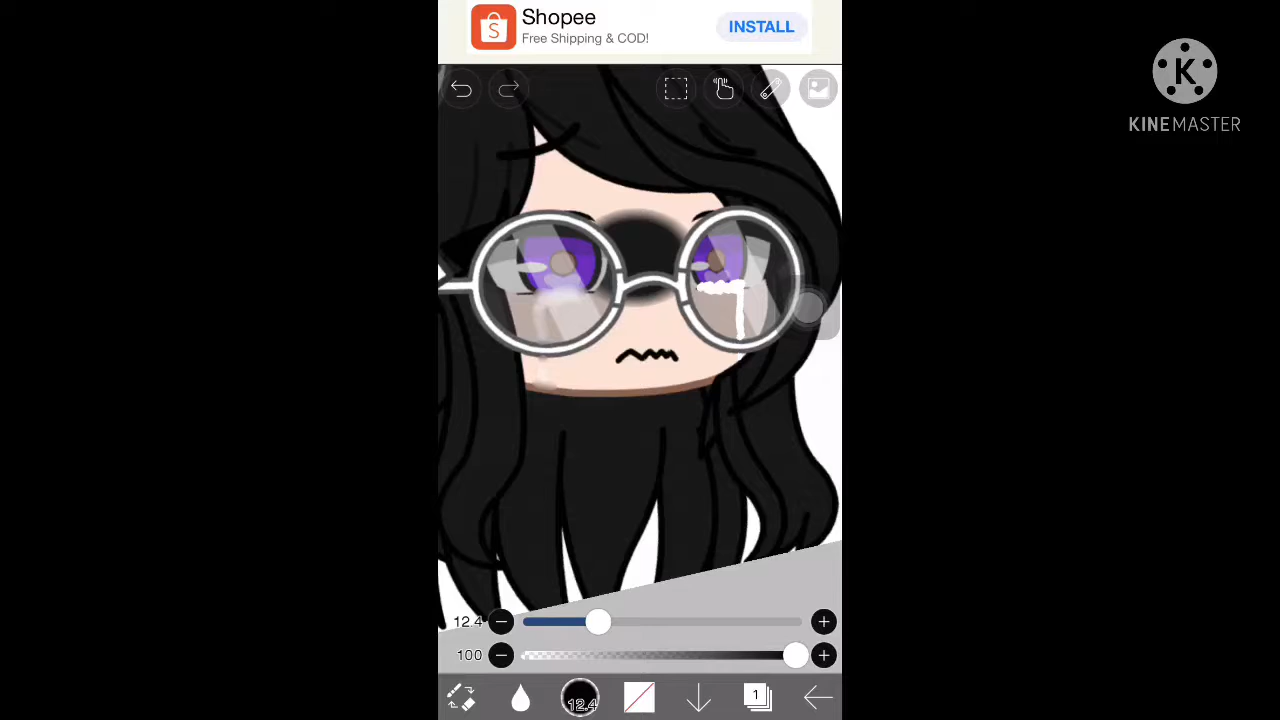 Shopee
Free Shipping & COD!
INSTALL
KINEMASTER
12.4
100
12.4
1